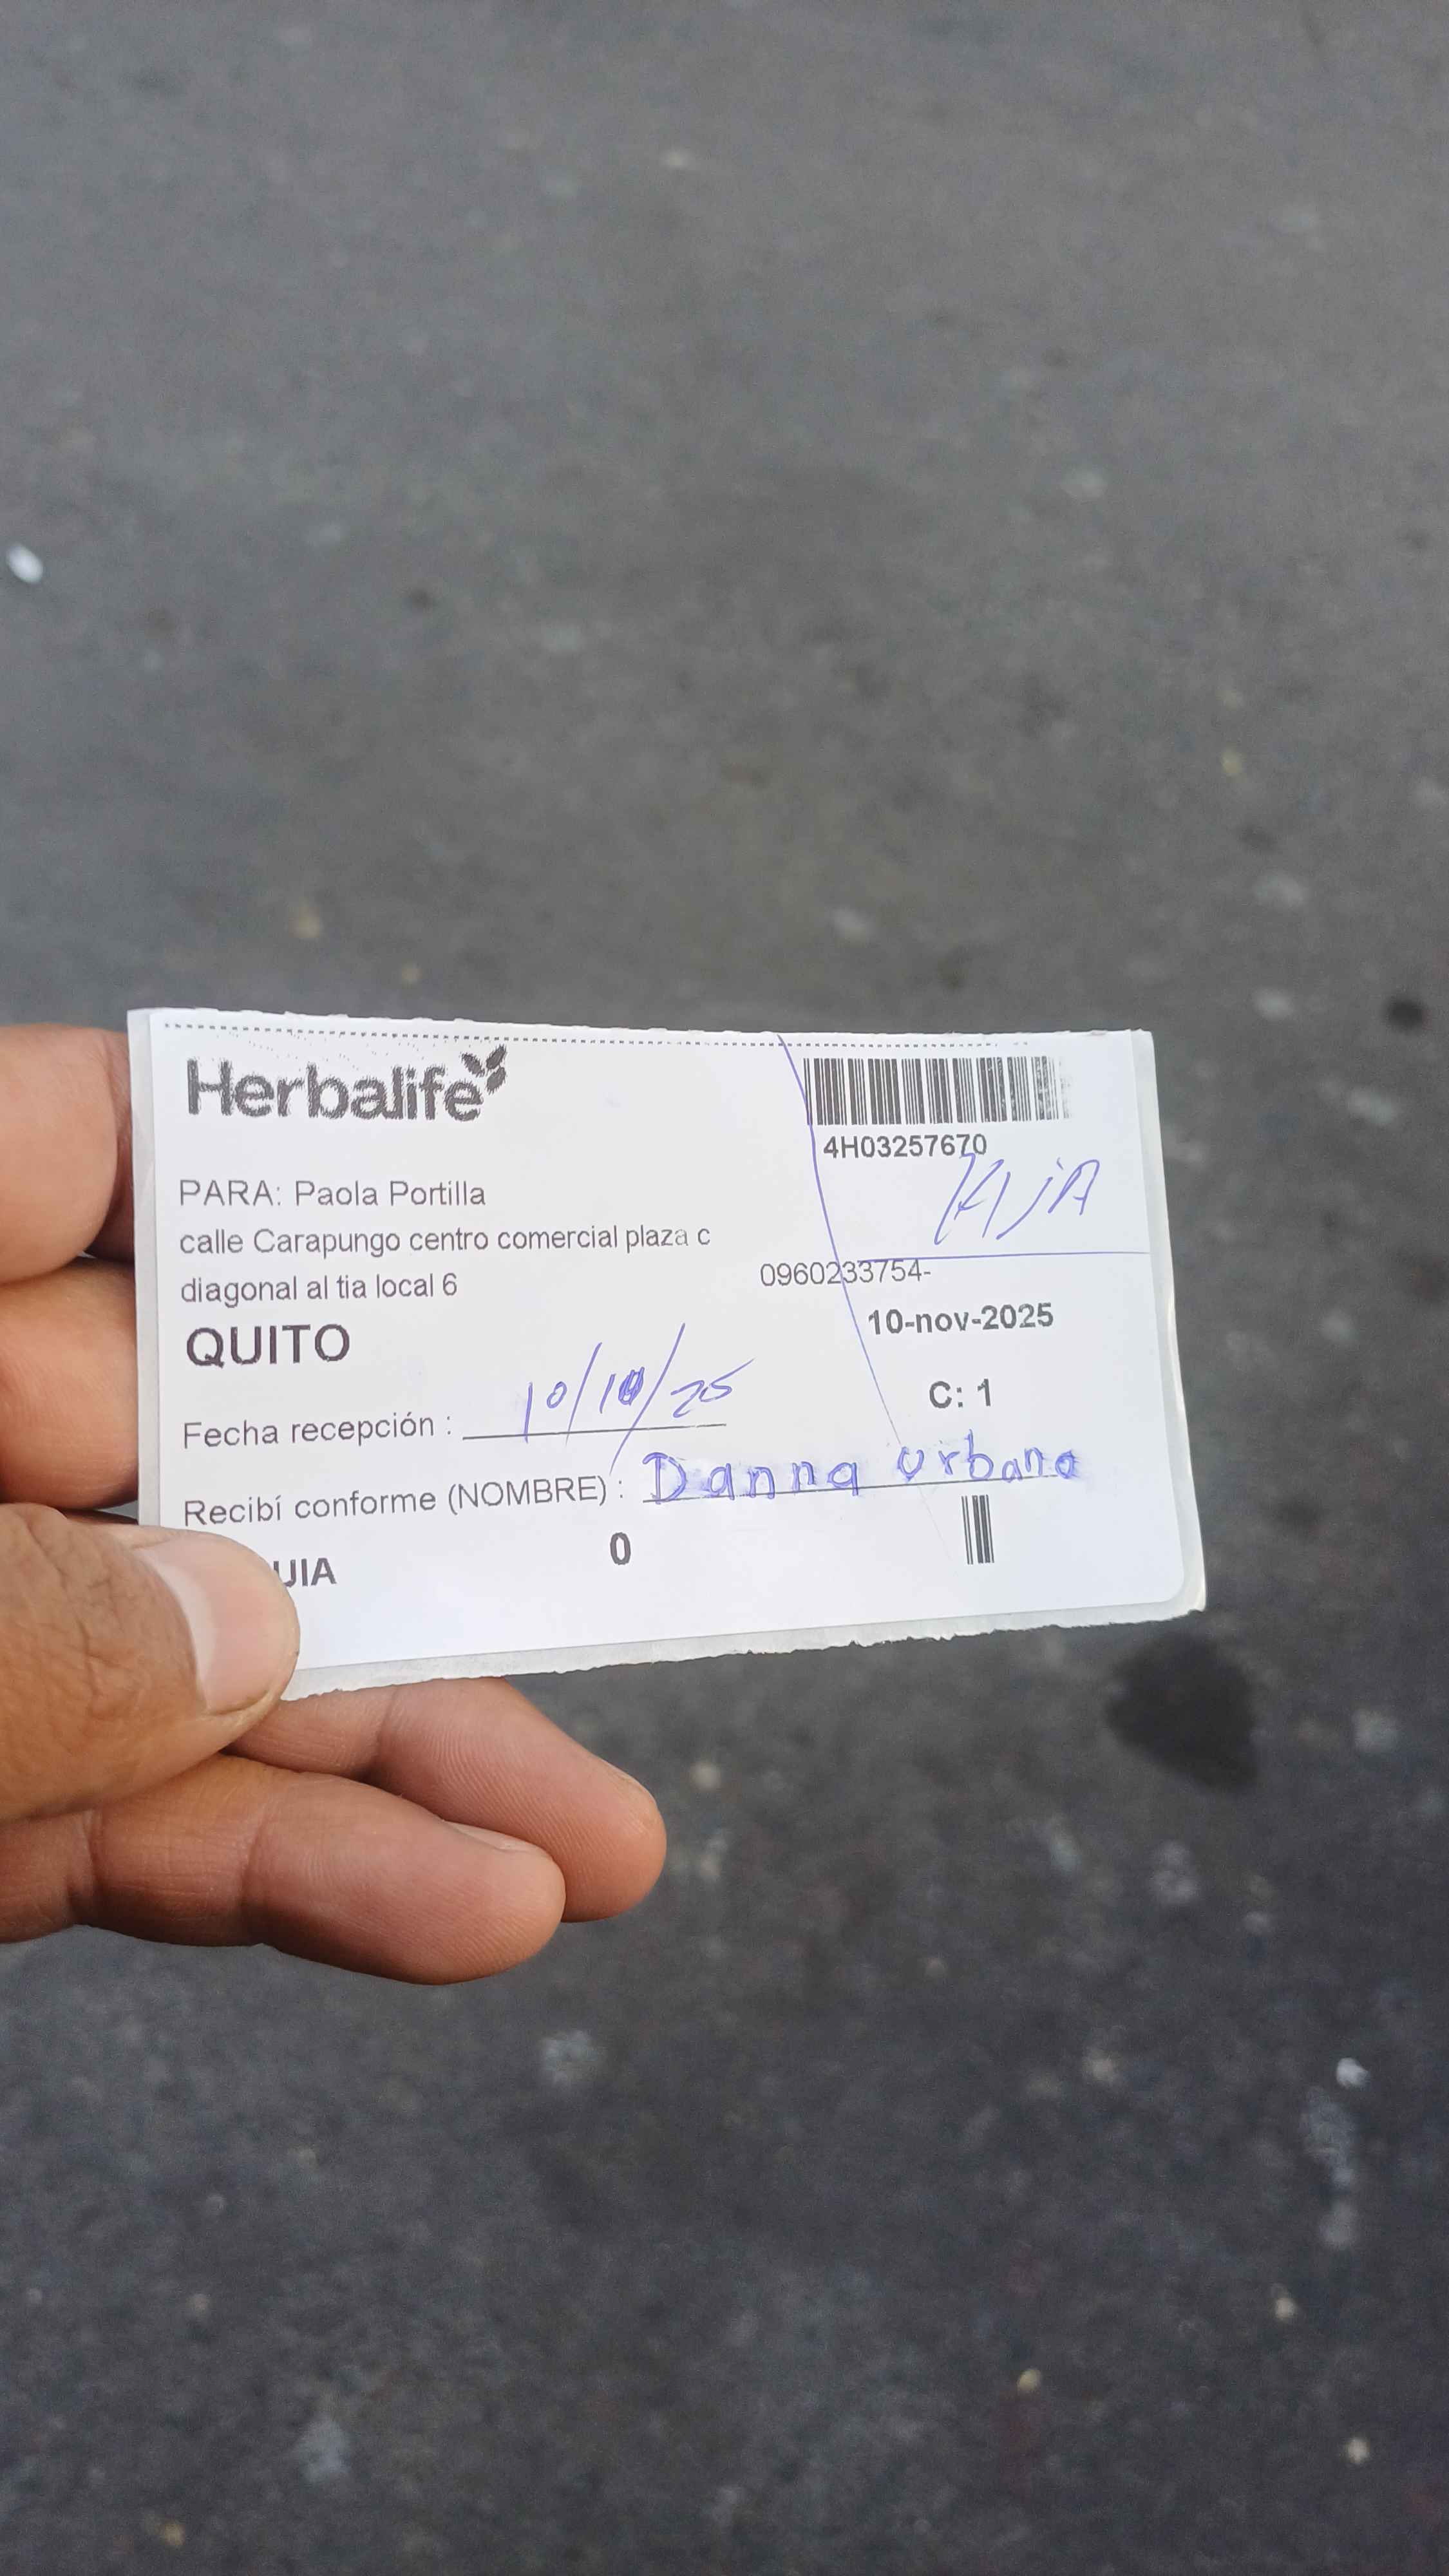 Herbalife
4H03257670
PARA: Paola Portilla
calle Carapungo centro comercial plaza c
diagonal al tia local 6
0960233754-
QUITO
10-nov-2025
C: 1
Fecha recepción : 10/10/25
Recibí conforme (NOMBRE) : Danna Urbano
UIA
0